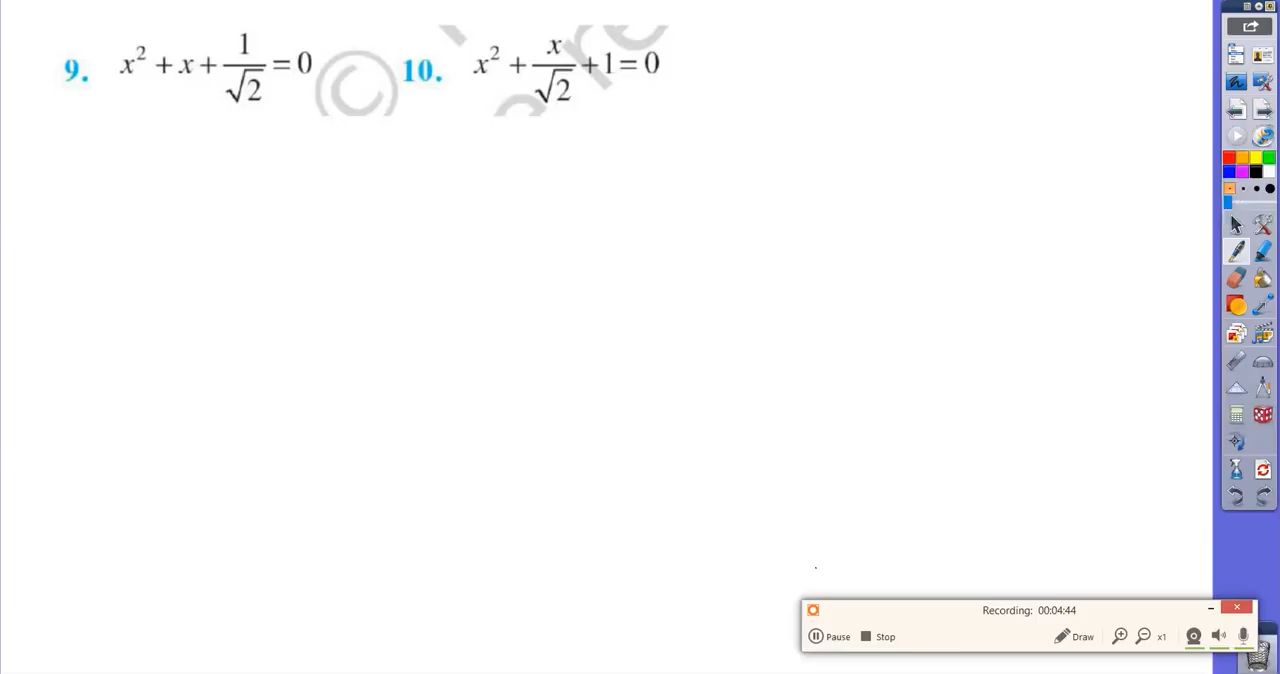 9. x² + x + 1/√2 = 0 10. x² + x/√2 + 1 = 0
Recording: 00:04:44
Pause Stop Draw x1